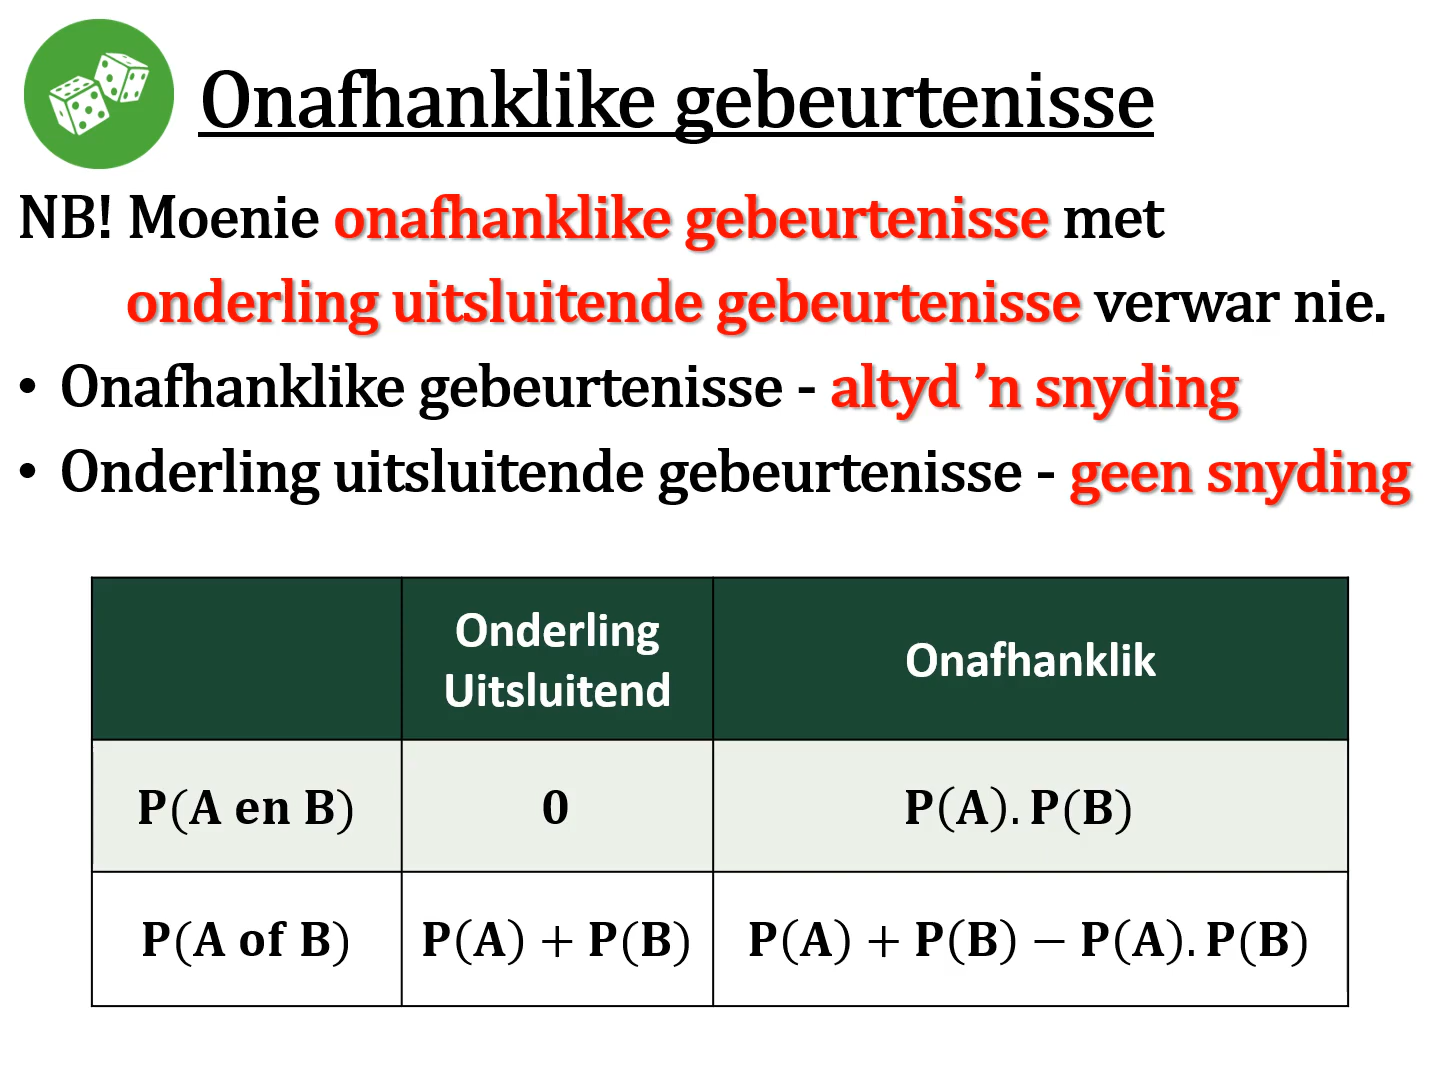 Onafhanklike gebeurtenisse
NB! Moenie onafhanklike gebeurtenisse met
onderling uitsluitende gebeurtenisse verwar nie.
• Onafhanklike gebeurtenisse - altyd ’n snyding
• Onderling uitsluitende gebeurtenisse - geen snyding
Onderling
Uitsluitend
Onafhanklik
P(A en B)
0
P(A).P(B)
P(A of B)
P(A) + P(B)
P(A) + P(B) − P(A).P(B)